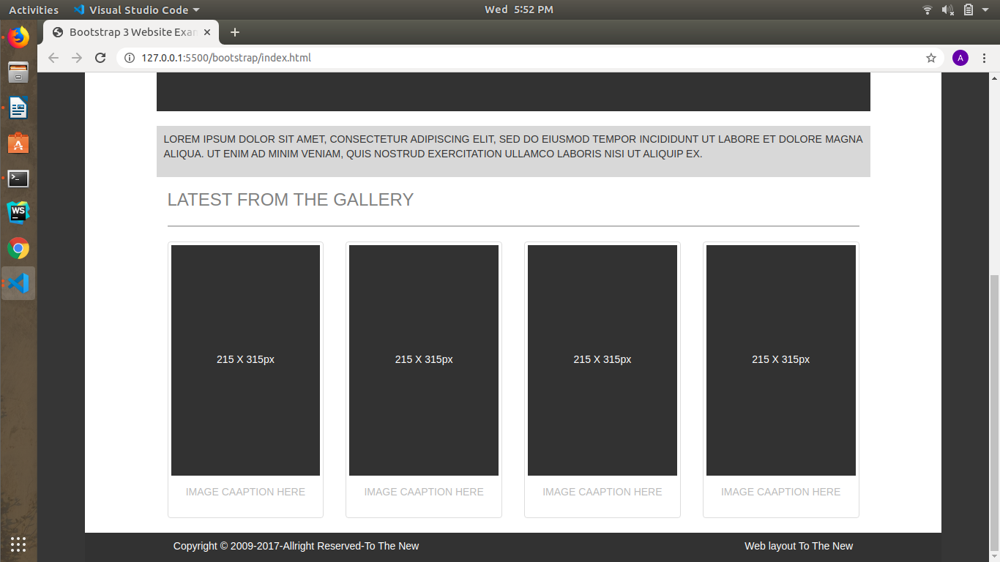 Activities
Visual Studio Code
Wed 5:52 PM
Bootstrap 3 Website Exan
127.0.0.1:5500/bootstrap/index.html
A
LOREM IPSUM DOLOR SIT AMET, CONSECTETUR ADIPISCING ELIT, SED DO EIUSMOD TEMPOR INCIDIDUNT UT LABORE ET DOLORE MAGNA
ALIQUA. UT ENIM AD MINIM VENIAM, QUIS NOSTRUD EXERCITATION ULLAMCO LABORIS NISI UT ALIQUIP EX.
WS
LATEST FROM THE GALLERY
215 X 315px
215 X 315px
215 X 315px
215 X 315px
IMAGE CAAPTION HERE
IMAGE CAAPTION HERE
IMAGE CAAPTION HERE
IMAGE CAAPTION HERE
Copyright © 2009-2017-Allright Reserved-To The New
Web layout To The New